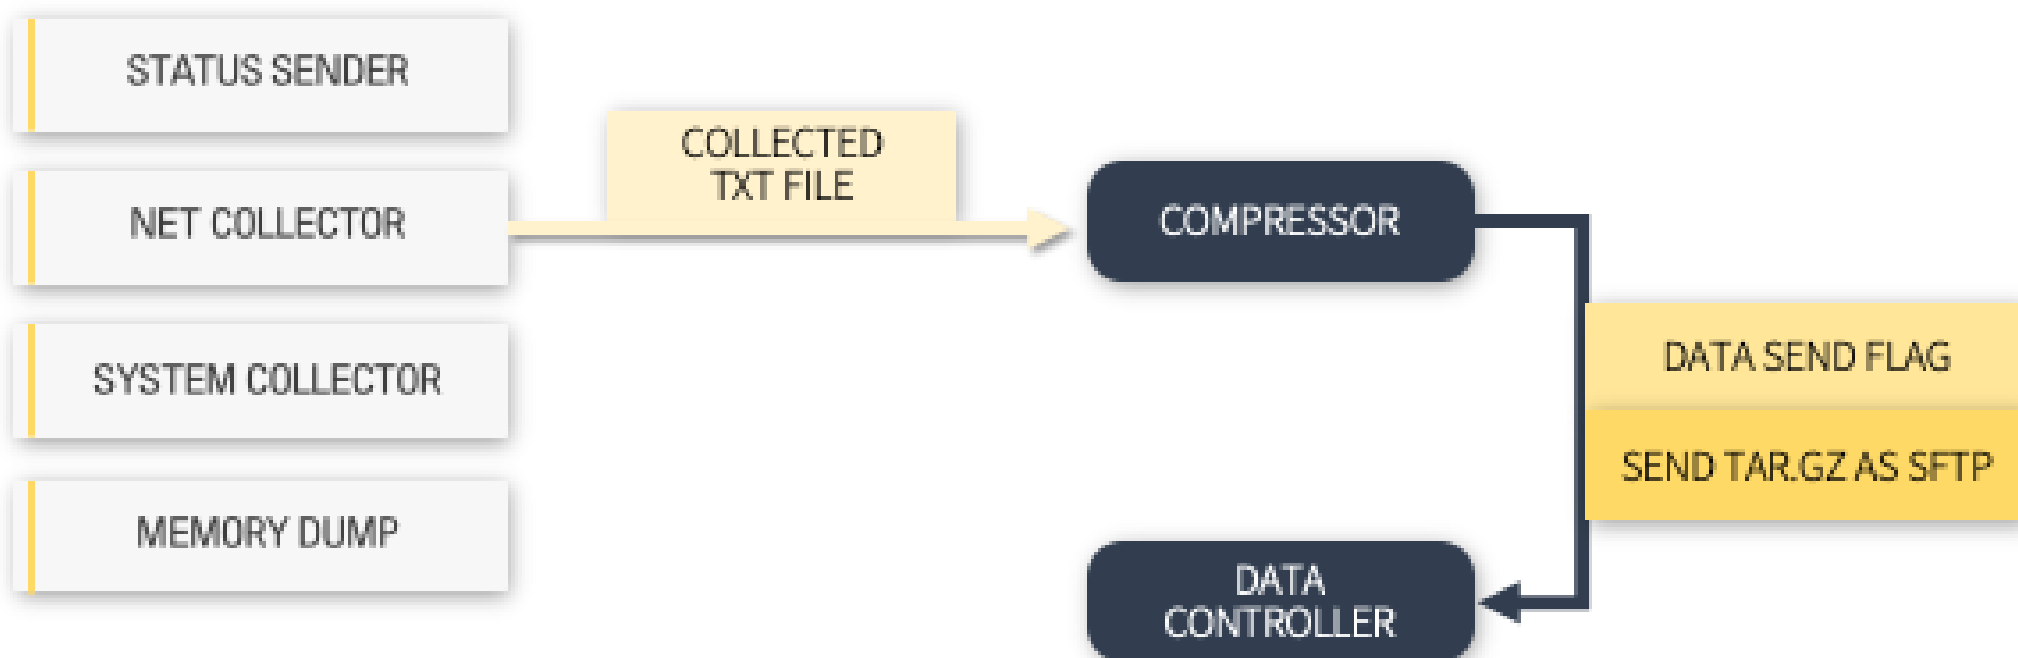 STATUS SENDER
COLLECTED
TXT FILE
NET COLLECTOR
COMPRESSOR
SYSTEM COLLECTOR
DATA SEND FLAG
SEND TAR.GZ AS SFTP
MEMORY DUMP
DATA
CONTROLLER